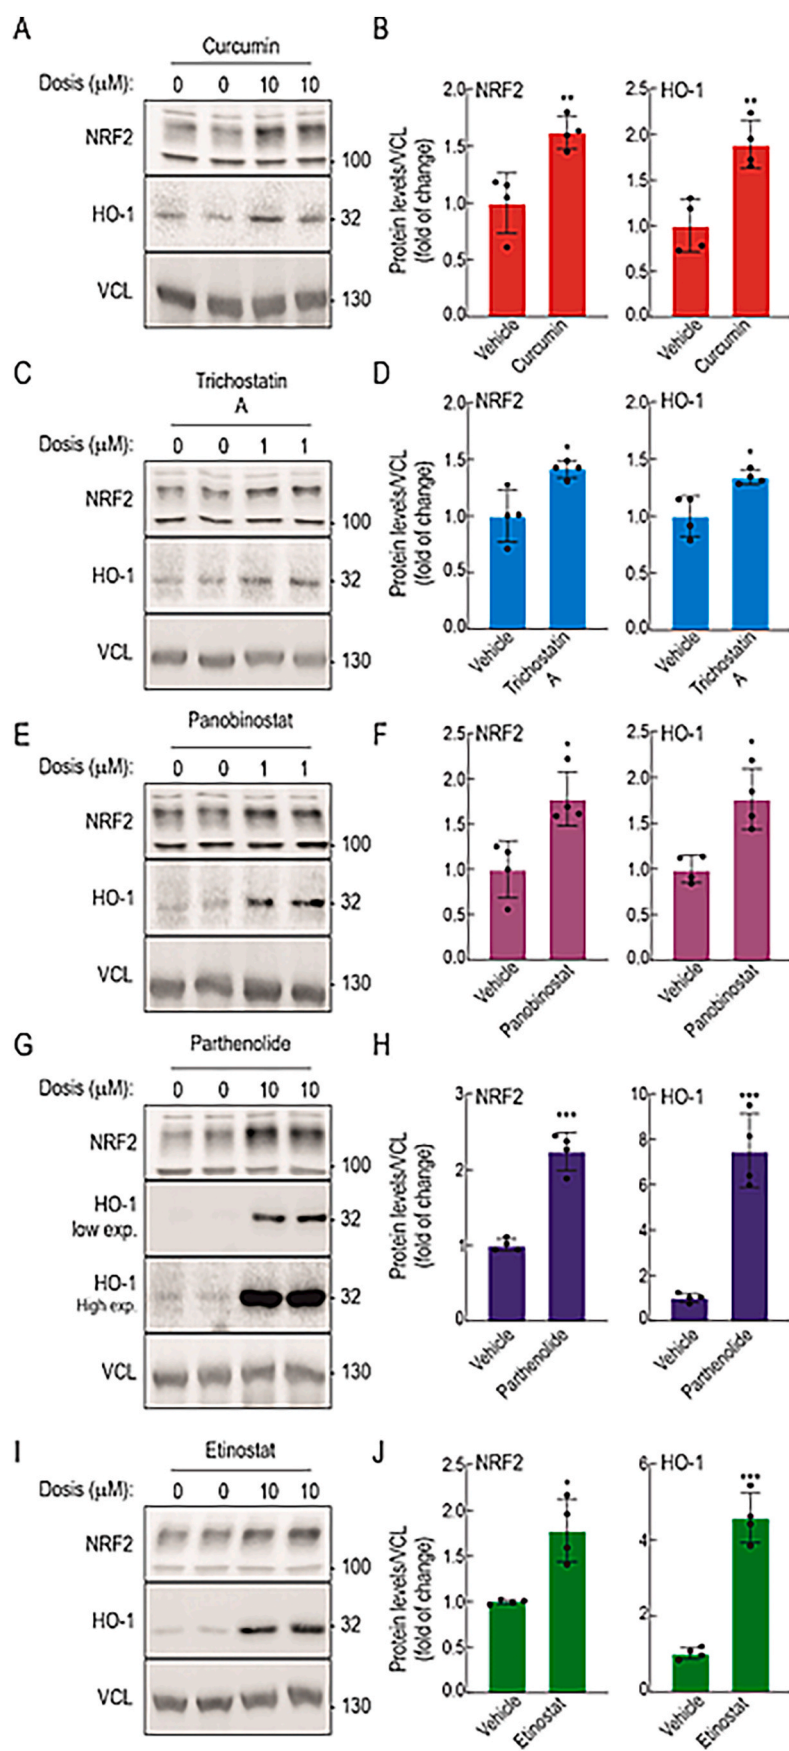 A
Curcumin
Dosis (μM): 0 0 10 10
NRF2
100
HO-1
32
VCL
130
B
Protein levels/VCL
(fold of change)
NRF2
2.0
1.5
1.0
0.5
0.0
Vehicle
Curcumin
HO-1
2.5
2.0
1.5
1.0
0.5
0.0
Vehicle
Curcumin
C
Trichostatin
A
Dosis (μM): 0 0 1 1
NRF2
100
HO-1
32
VCL
130
D
Protein levels/VCL
(fold of change)
NRF2
2.0
1.5
1.0
0.5
0.0
Vehicle
Trichostatin
A
HO-1
2.0
1.5
1.0
0.5
0.0
Vehicle
Trichostatin
A
E
Panobinostat
Dosis (μM): 0 0 1 1
NRF2
100
HO-1
32
VCL
130
F
Protein levels/VCL
(fold of change)
NRF2
2.5
2.0
1.5
1.0
0.5
0.0
Vehicle
Panobinostat
HO-1
2.5
2.0
1.5
1.0
0.5
0.0
Vehicle
Panobinostat
G
Parthenolide
Dosis (μM): 0 0 10 10
NRF2
100
HO-1
low exp.
32
HO-1
High exp.
32
VCL
130
H
Protein levels/VCL
(fold of change)
NRF2
3
2
1
0
Vehicle
Parthenolide
HO-1
10
8
6
4
2
0
Vehicle
Parthenolide
I
Etinostat
Dosis (μM): 0 0 10 10
NRF2
100
HO-1
32
VCL
130
J
Protein levels/VCL
(fold of change)
NRF2
2.5
2.0
1.5
1.0
0.5
0.0
Vehicle
Etinostat
HO-1
6
4
2
0
Vehicle
Etinostat